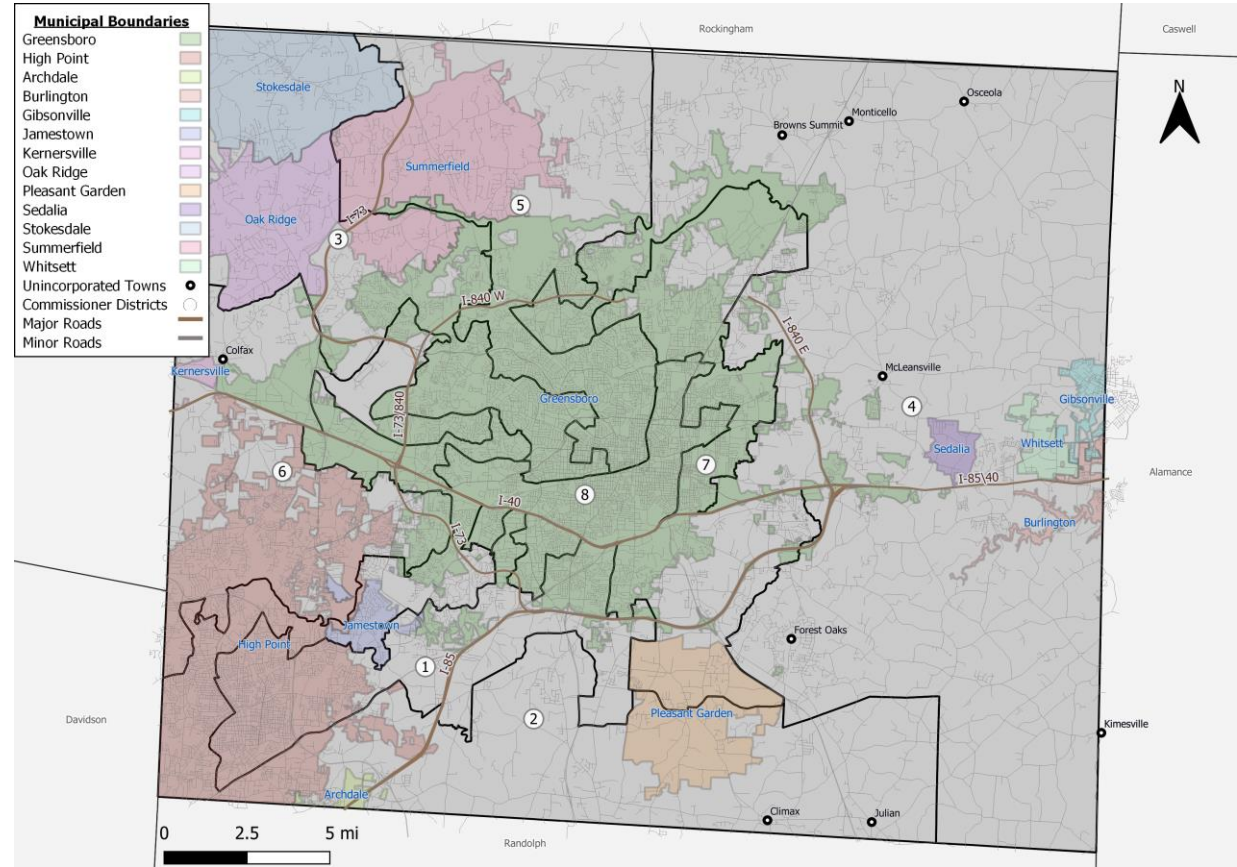 Municipal Boundaries
Greensboro
High Point
Archdale
Burlington
Gibsonville
Jamestown
Kernersville
Oak Ridge
Pleasant Garden
Sedalia
Stokesdale
Summerfield
Whitsett
Unincorporated Towns
Commissioner Districts
Major Roads
Minor Roads
Rockingham
Caswell
N
Stokesdale
Osceola
Monticello
Browns Summit
Summerfield
5
Oak Ridge
I-73
3
I-840 W
I-840 E
Colfax
Kernersville
McLeansville
Greensboro
4
Gibsonville
I-73/840
Sedalia
Whitsett
6
7
Alamance
I-85\40
I-40
8
Burlington
I-73
Jamestown
High Point
Forest Oaks
1
I-85
2
Pleasant Garden
Davidson
Kimesville
Archdale
Climax
Julian
0 2.5 5 mi
Randolph